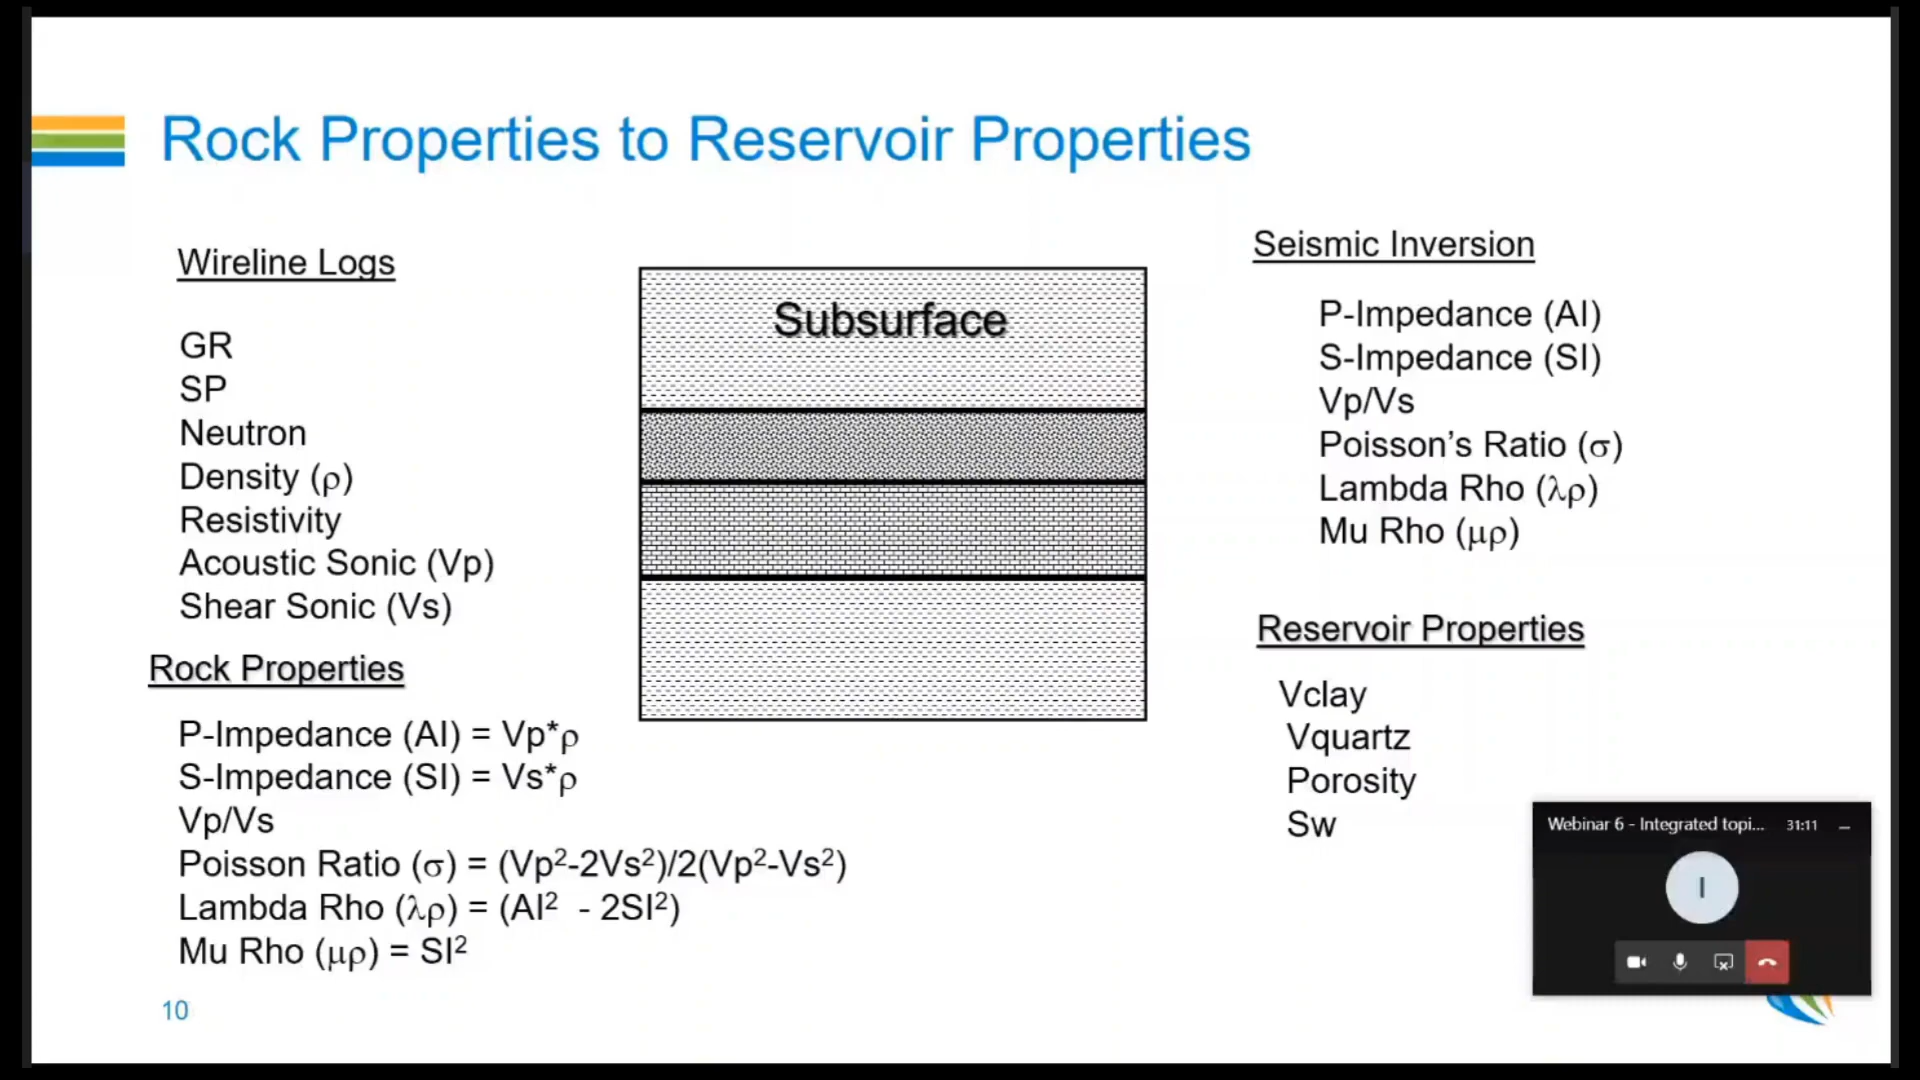 Rock Properties to Reservoir Properties
Wireline Logs
GR
SP
Neutron
Density (ρ)
Resistivity
Acoustic Sonic (Vp)
Shear Sonic (Vs)
Rock Properties
P-Impedance (AI) = Vp*ρ
S-Impedance (SI) = Vs*ρ
Vp/Vs
Poisson Ratio (σ) = (Vp²-2Vs²)/2(Vp²-Vs²)
Lambda Rho (λρ) = (AI² - 2SI²)
Mu Rho (μρ) = SI²
10
Subsurface
Seismic Inversion
P-Impedance (AI)
S-Impedance (SI)
Vp/Vs
Poisson’s Ratio (σ)
Lambda Rho (λρ)
Mu Rho (μρ)
Reservoir Properties
Vclay
Vquartz
Porosity
Sw
Webinar 6 - Integrated topi... 31:11
I